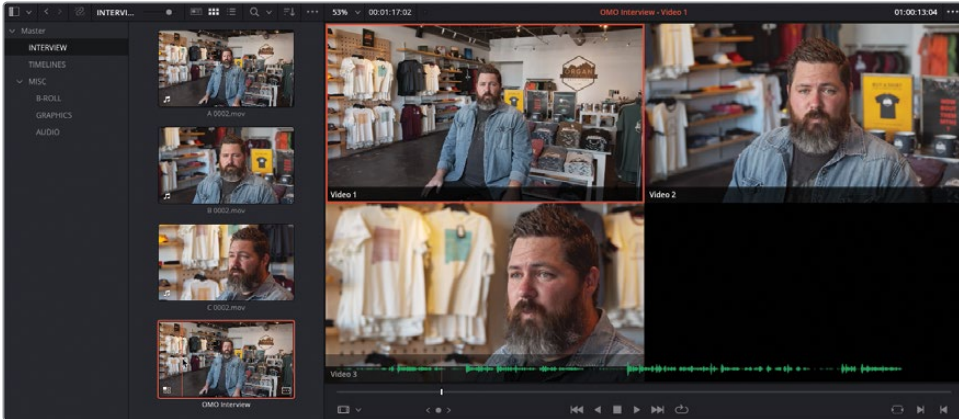 INTERVI... 53% 00:01:17:02 OMO Interview - Video 1 01:00:13:04
Master
INTERVIEW
TIMELINES
MISC
B-ROLL
GRAPHICS
AUDIO
A 0002.mov
B 0002.mov
C 0002.mov
OMO Interview
ORGAN
Video 1
Video 2
Video 3